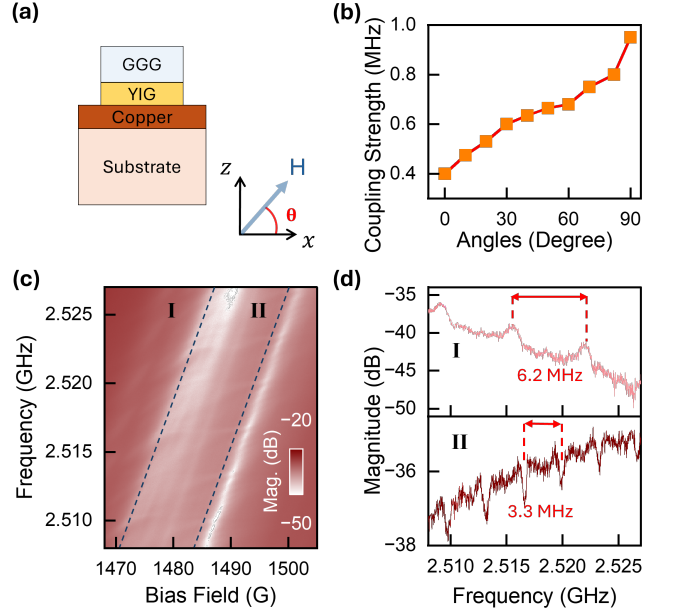 (a)
GGG
YIG
Copper
Substrate
z
H
θ
x
(b)
Coupling Strength (MHz)
1.0
0.8
0.6
0.4
0
30
60
90
Angles (Degree)
(c)
Frequency (GHz)
2.525
2.520
2.515
2.510
I
II
Mag. (dB)
−20
−50
1470
1480
1490
1500
Bias Field (G)
(d)
Magnitude (dB)
−35
−40
−45
−50
I
6.2 MHz
II
−36
−38
3.3 MHz
2.510
2.515
2.520
2.525
Frequency (GHz)